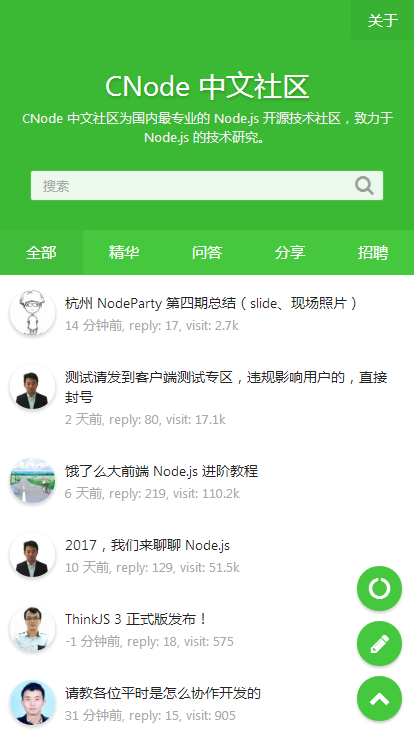 关于
CNode 中文社区
CNode 中文社区为国内最专业的 Node.js 开源技术社区，致力于
Node.js 的技术研究。
搜索
全部 精华 问答 分享 招聘
杭州 NodeParty 第四期总结（slide、现场照片）
14 分钟前, reply: 17, visit: 2.7k
测试请发到客户端测试专区，违规影响用户的，直接
封号
2 天前, reply: 80, visit: 17.1k
饿了么大前端 Node.js 进阶教程
6 天前, reply: 219, visit: 110.2k
2017，我们来聊聊 Node.js
10 天前, reply: 129, visit: 51.5k
ThinkJS 3 正式版发布！
-1 分钟前, reply: 18, visit: 575
请教各位平时是怎么协作开发的
31 分钟前, reply: 15, visit: 905